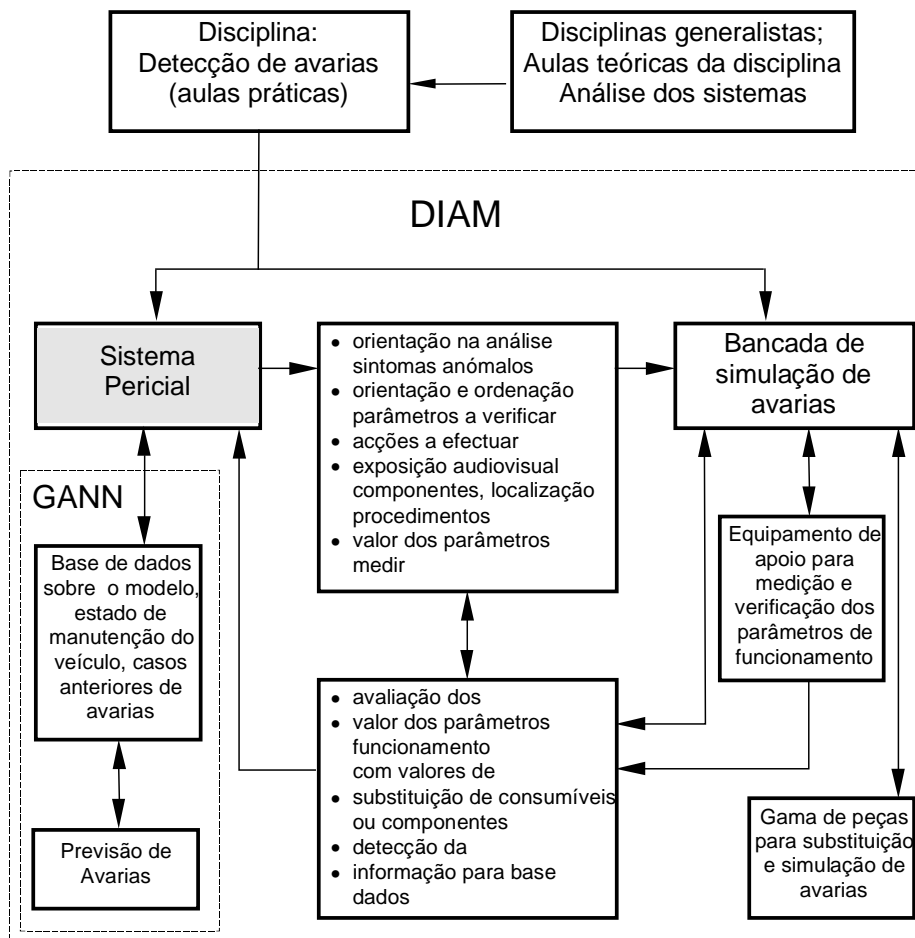 Disciplina:
Detecção de avarias
(aulas práticas)
Disciplinas generalistas;
Aulas teóricas da disciplina
Análise dos sistemas
DIAM
Sistema
Pericial
• orientação na análise
sintomas anómalos
• orientação e ordenação
parâmetros a verificar
• acções a efectuar
• exposição audiovisual
componentes, localização
procedimentos
• valor dos parâmetros
medir
Bancada de
simulação de
avarias
GANN
Base de dados
sobre o modelo,
estado de
manutenção do
veículo, casos
anteriores de
avarias
Equipamento de
apoio para
medição e
verificação dos
parâmetros de
funcionamento
• avaliação dos
• valor dos parâmetros
funcionamento
com valores de
• substituição de consumíveis
ou componentes
• detecção da
• informação para base
dados
Previsão de
Avarias
Gama de peças
para substituição
e simulação de
avarias